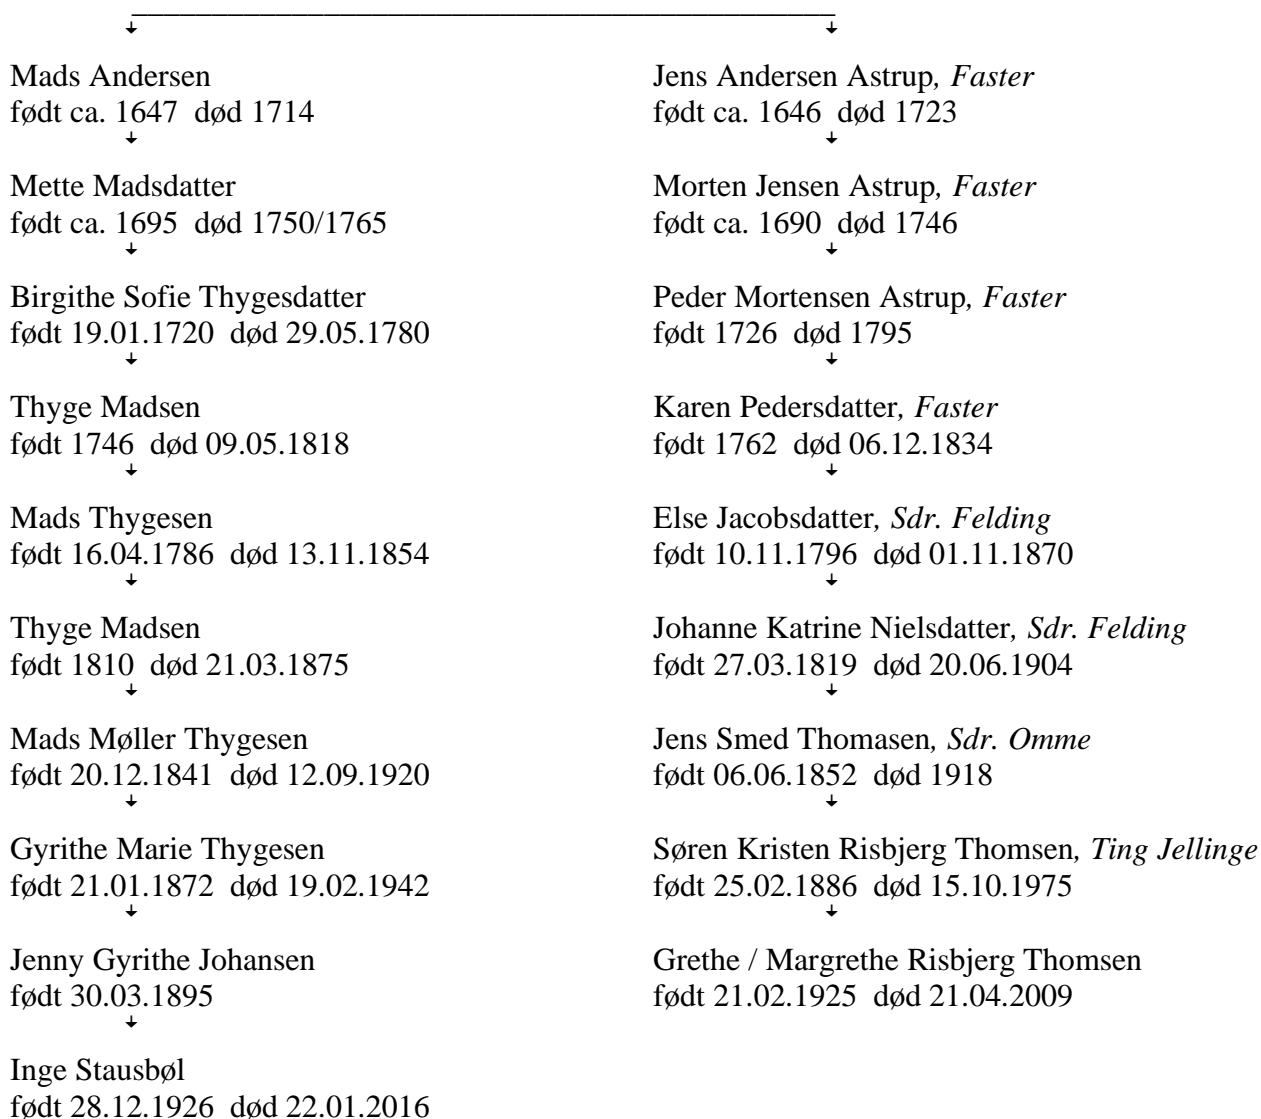 Mads Andersen
født ca. 1647 død 1714
Mette Madsdatter
født ca. 1695 død 1750/1765
Birgithe Sofie Thygesdatter
født 19.01.1720 død 29.05.1780
Thyge Madsen
født 1746 død 09.05.1818
Mads Thygesen
født 16.04.1786 død 13.11.1854
Thyge Madsen
født 1810 død 21.03.1875
Mads Møller Thygesen
født 20.12.1841 død 12.09.1920
Gyrithe Marie Thygesen
født 21.01.1872 død 19.02.1942
Jenny Gyrithe Johansen
født 30.03.1895
Inge Stausbøl
født 28.12.1926 død 22.01.2016
Jens Andersen Astrup, Faster
født ca. 1646 død 1723
Morten Jensen Astrup, Faster
født ca. 1690 død 1746
Peder Mortensen Astrup, Faster
født 1726 død 1795
Karen Pedersdatter, Faster
født 1762 død 06.12.1834
Else Jacobsdatter, Sdr. Felding
født 10.11.1796 død 01.11.1870
Johanne Katrine Nielsdatter, Sdr. Felding
født 27.03.1819 død 20.06.1904
Jens Smed Thomasen, Sdr. Omme
født 06.06.1852 død 1918
Søren Kristen Risbjerg Thomsen, Ting Jellinge
født 25.02.1886 død 15.10.1975
Grethe / Margrethe Risbjerg Thomsen
født 21.02.1925 død 21.04.2009